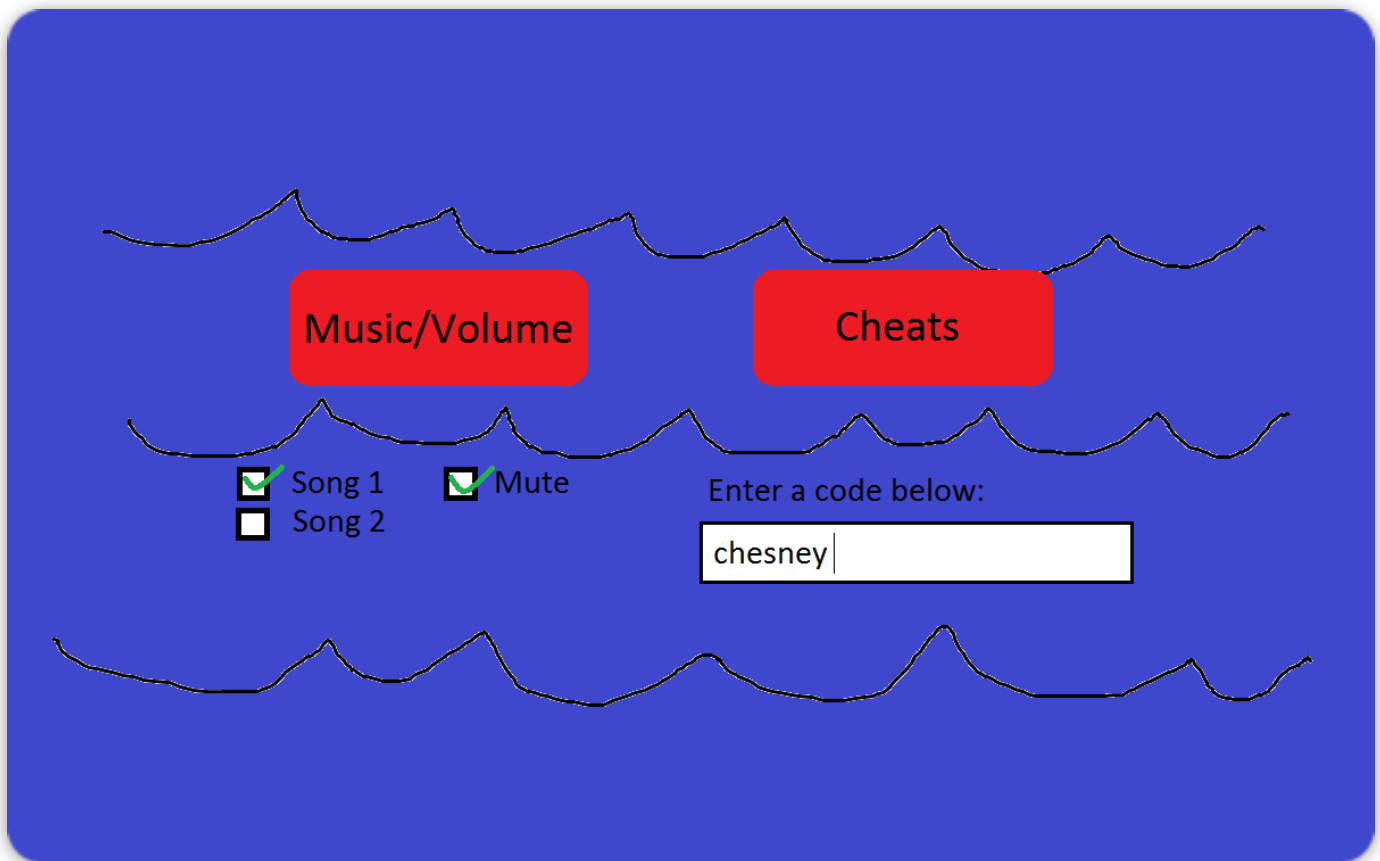 Music/Volume
Cheats
Song 1
Mute
Song 2
Enter a code below:
chesney